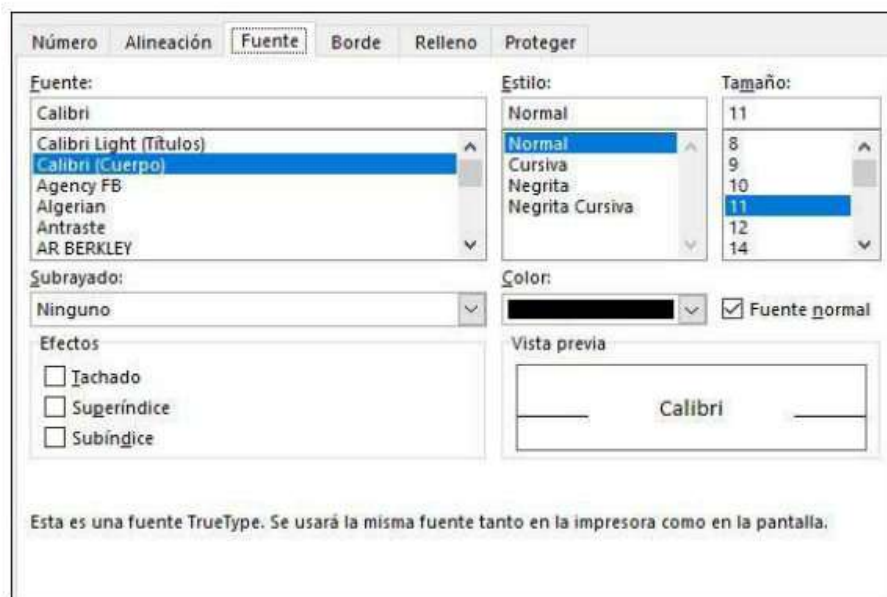 Número Alineación Fuente Borde Relleno Proteger
Fuente: Estilo: Tamaño:
Calibri Normal 11
Calibri Light (Títulos) Normal 8
Calibri (Cuerpo) Cursiva 9
Agency FB Negrita 10
Algerian Negrita Cursiva 11
Antraste 12
AR BERKLEY 14
Subrayado: Color:
Ninguno Fuente normal
Efectos Vista previa
Tachado
Superíndice Calibri
Subíndice
Esta es una fuente TrueType. Se usará la misma fuente tanto en la impresora como en la pantalla.